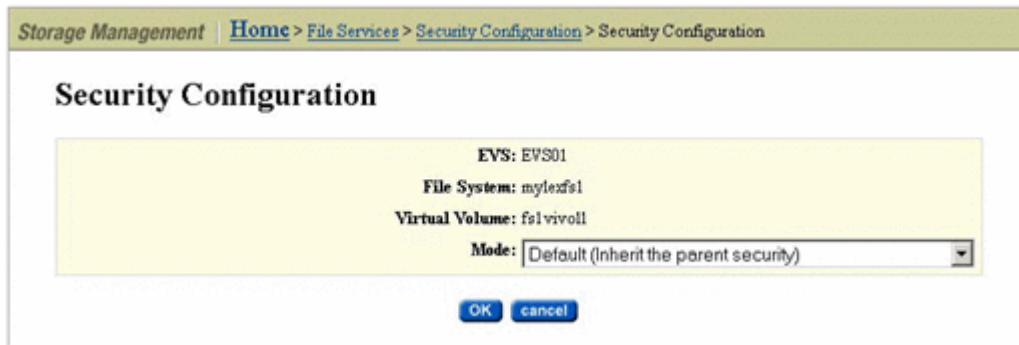 Storage Management | Home > File Services > Security Configuration > Security Configuration
Security Configuration
EVS: EVS01
File System: mylexfs1
Virtual Volume: fs1vivol1
Mode: Default (Inherit the parent security)
OK cancel